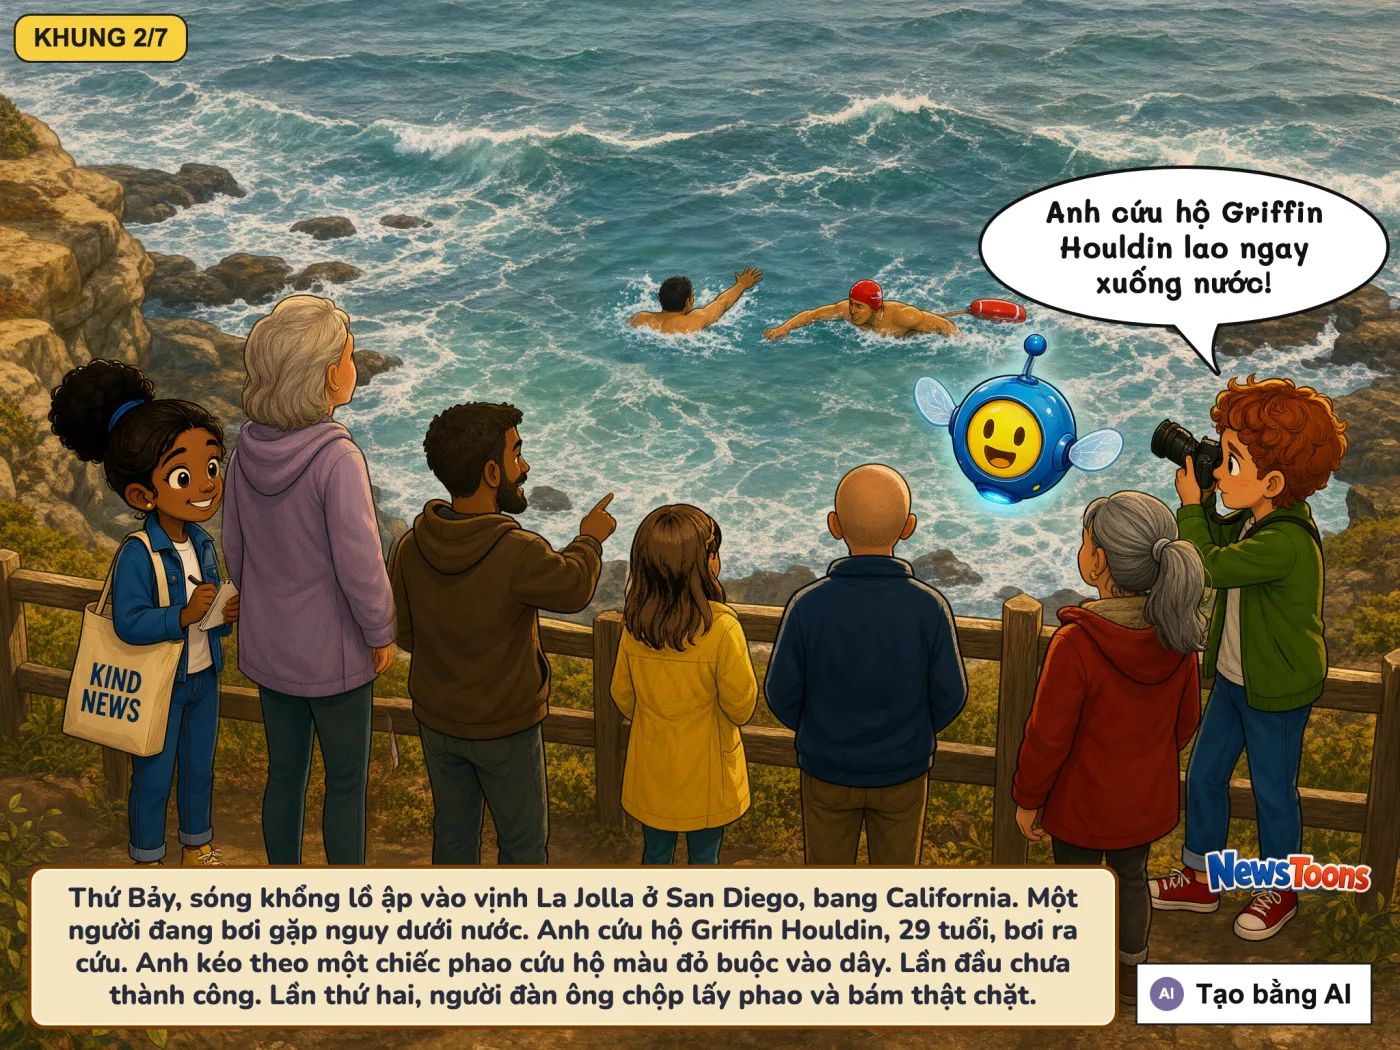 KHUNG 2/7
Anh cứu hộ Griffin
Houldin lao ngay
xuống nước!
KIND
NEWS
NEWSTOONS
Thứ Bảy, sóng khổng lồ ập vào vịnh La Jolla ở San Diego, bang California. Một
người đang bơi gặp nguy dưới nước. Anh cứu hộ Griffin Houldin, 29 tuổi, bơi ra
cứu. Anh kéo theo một chiếc phao cứu hộ màu đỏ buộc vào dây. Lần đầu chưa
thành công. Lần thứ hai, người đàn ông chộp lấy phao và bám thật chặt.
AI Tạo bằng AI